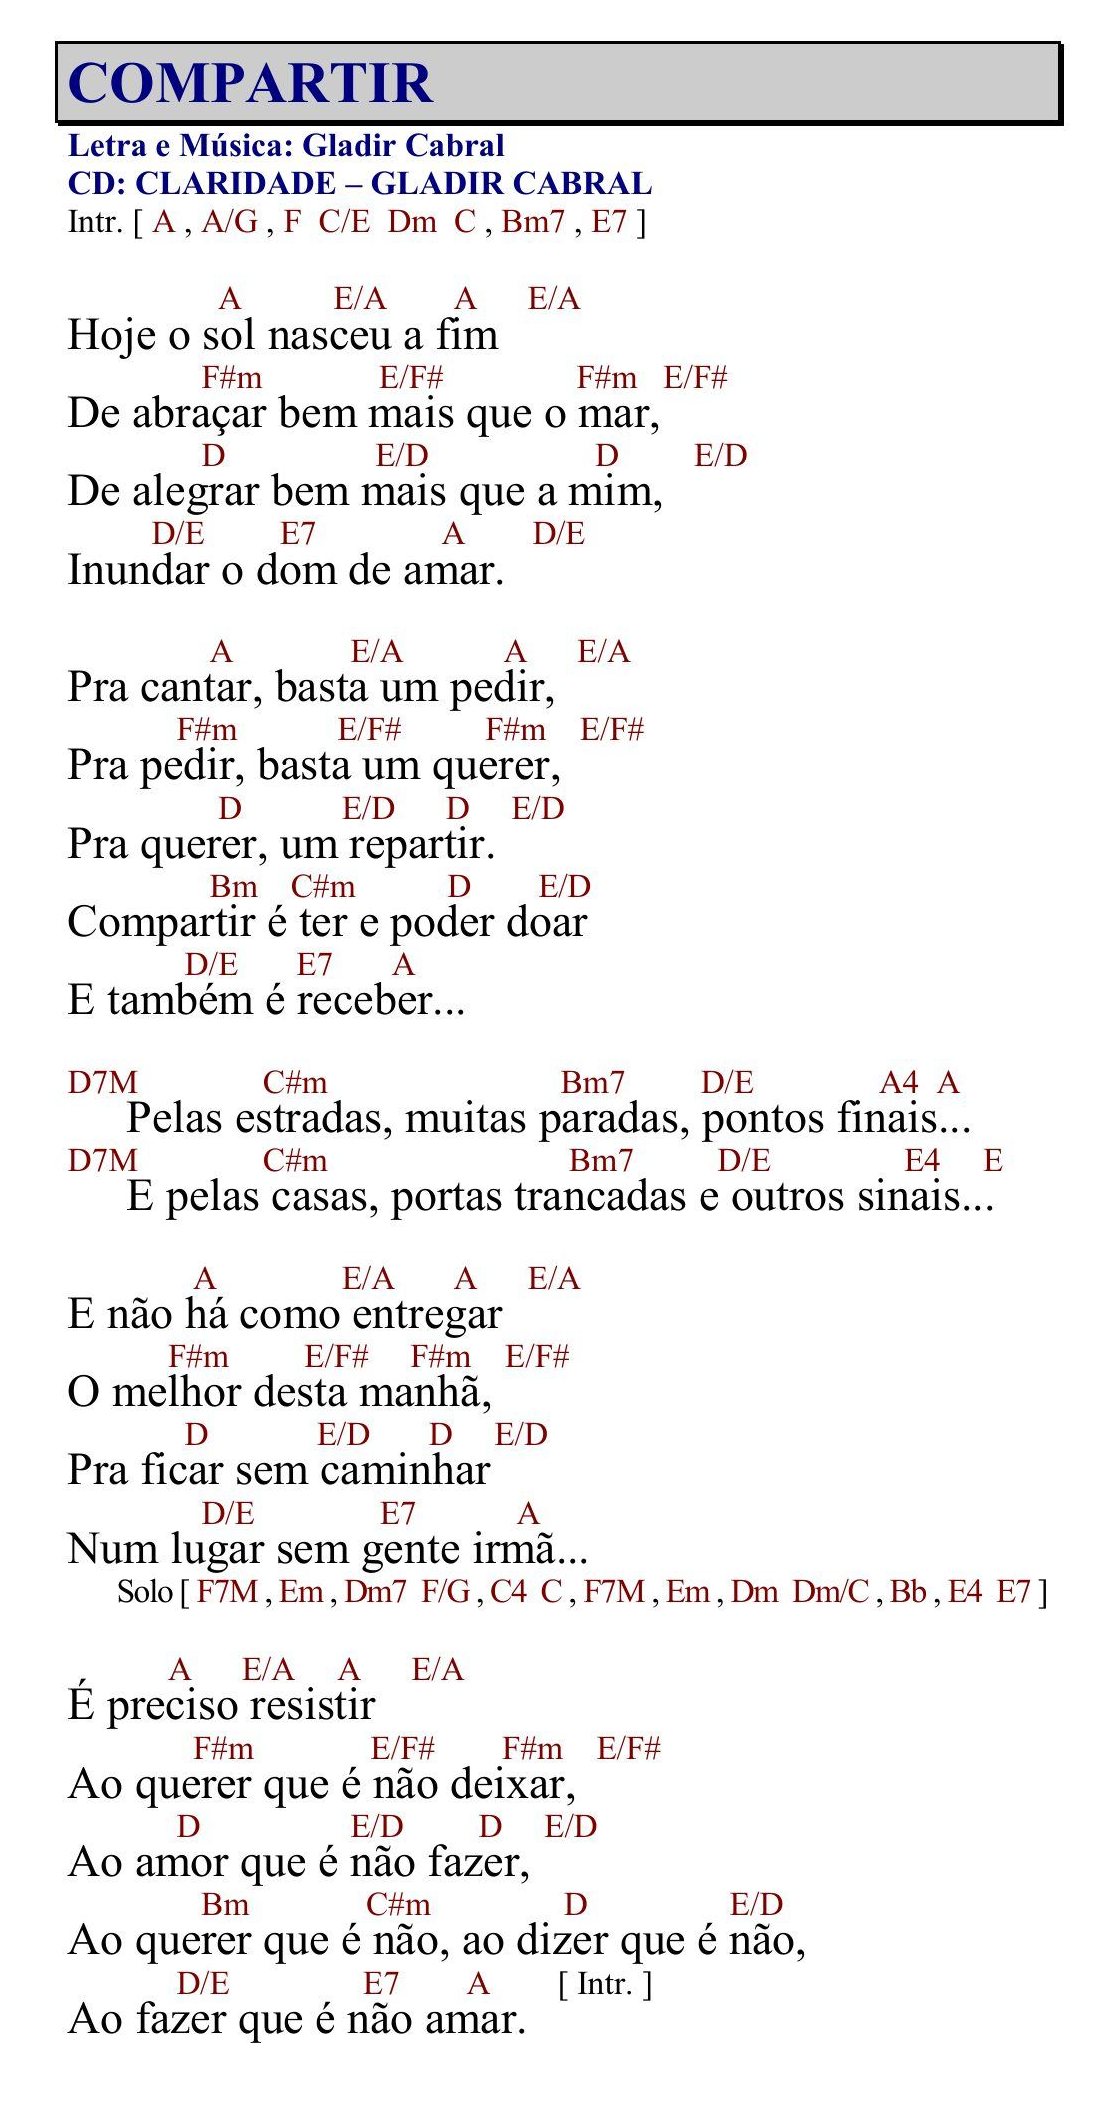 COMPARTIR
Letra e Música: Gladir Cabral
CD: CLARIDADE – GLADIR CABRAL
Intr. [ A , A/G , F C/E Dm C , Bm7 , E7 ]
A E/A A E/A
Hoje o sol nasceu a fim
F#m E/F# F#m E/F#
De abraçar bem mais que o mar,
D E/D D E/D
De alegrar bem mais que a mim,
D/E E7 A D/E
Inundar o dom de amar.
A E/A A E/A
Pra cantar, basta um pedir,
F#m E/F# F#m E/F#
Pra pedir, basta um querer,
D E/D D E/D
Pra querer, um repartir.
Bm C#m D E/D
Compartir é ter e poder doar
D/E E7 A
E também é receber...
D7M C#m Bm7 D/E A4 A
Pelas estradas, muitas paradas, pontos finais...
D7M C#m Bm7 D/E E4 E
E pelas casas, portas trancadas e outros sinais...
A E/A A E/A
E não há como entregar
F#m E/F# F#m E/F#
O melhor desta manhã,
D E/D D E/D
Pra ficar sem caminhar
D/E E7 A
Num lugar sem gente irmã...
Solo [ F7M , Em , Dm7 F/G , C4 C , F7M , Em , Dm Dm/C , Bb , E4 E7 ]
A E/A A E/A
É preciso resistir
F#m E/F# F#m E/F#
Ao querer que é não deixar,
D E/D D E/D
Ao amor que é não fazer,
Bm C#m D E/D
Ao querer que é não, ao dizer que é não,
D/E E7 A [ Intr. ]
Ao fazer que é não amar.